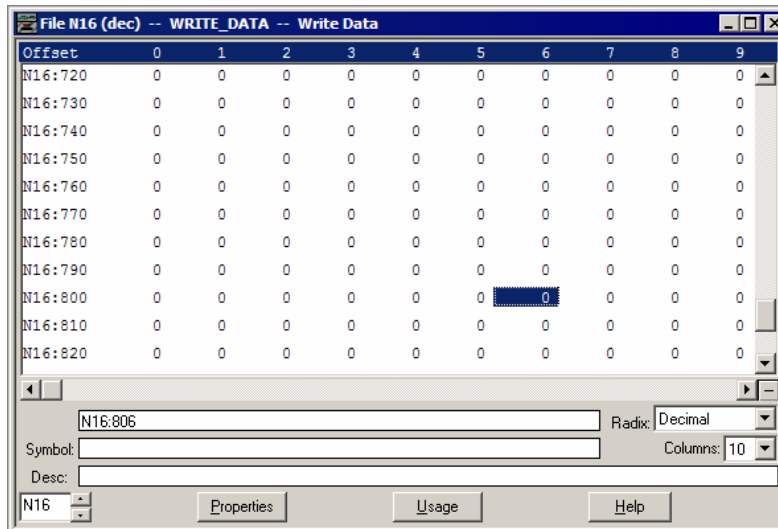 File N16 (dec) -- WRITE_DATA -- Write Data
Offset 0 1 2 3 4 5 6 7 8 9
N16:720 0 0 0 0 0 0 0 0 0 0
N16:730 0 0 0 0 0 0 0 0 0 0
N16:740 0 0 0 0 0 0 0 0 0 0
N16:750 0 0 0 0 0 0 0 0 0 0
N16:760 0 0 0 0 0 0 0 0 0 0
N16:770 0 0 0 0 0 0 0 0 0 0
N16:780 0 0 0 0 0 0 0 0 0 0
N16:790 0 0 0 0 0 0 0 0 0 0
N16:800 0 0 0 0 0 0 0 0 0 0
N16:810 0 0 0 0 0 0 0 0 0 0
N16:820 0 0 0 0 0 0 0 0 0 0
N16:806 Radix: Decimal
Symbol: Columns: 10
Desc:
N16 Properties Usage Help